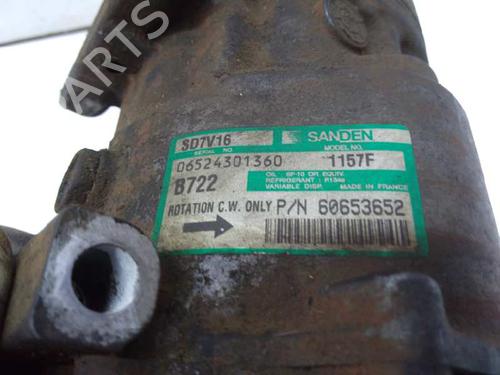 SD7V16
SANDEN
SERIAL NO.
MODEL NO.
06524301360
1157F
B722
OIL SP-10 OR EQUIV.
REFRIGERANT : R134a
VARIABLE DISP. MADE IN FRANCE
ROTATION C.W. ONLY P/N 60653652